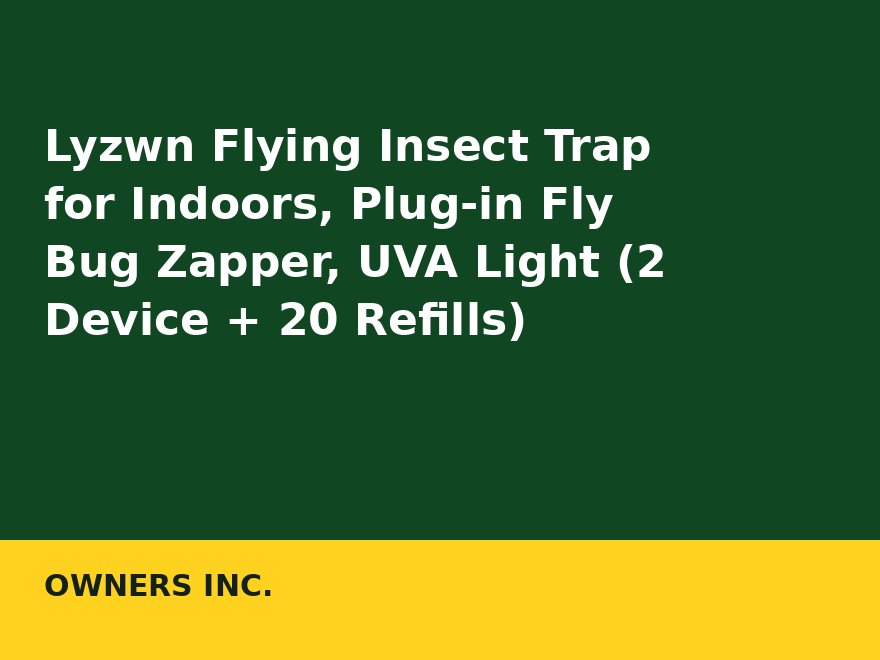 Lyzwn Flying Insect Trap
for Indoors, Plug-in Fly
Bug Zapper, UVA Light (2
Device + 20 Refills)
OWNERS INC.